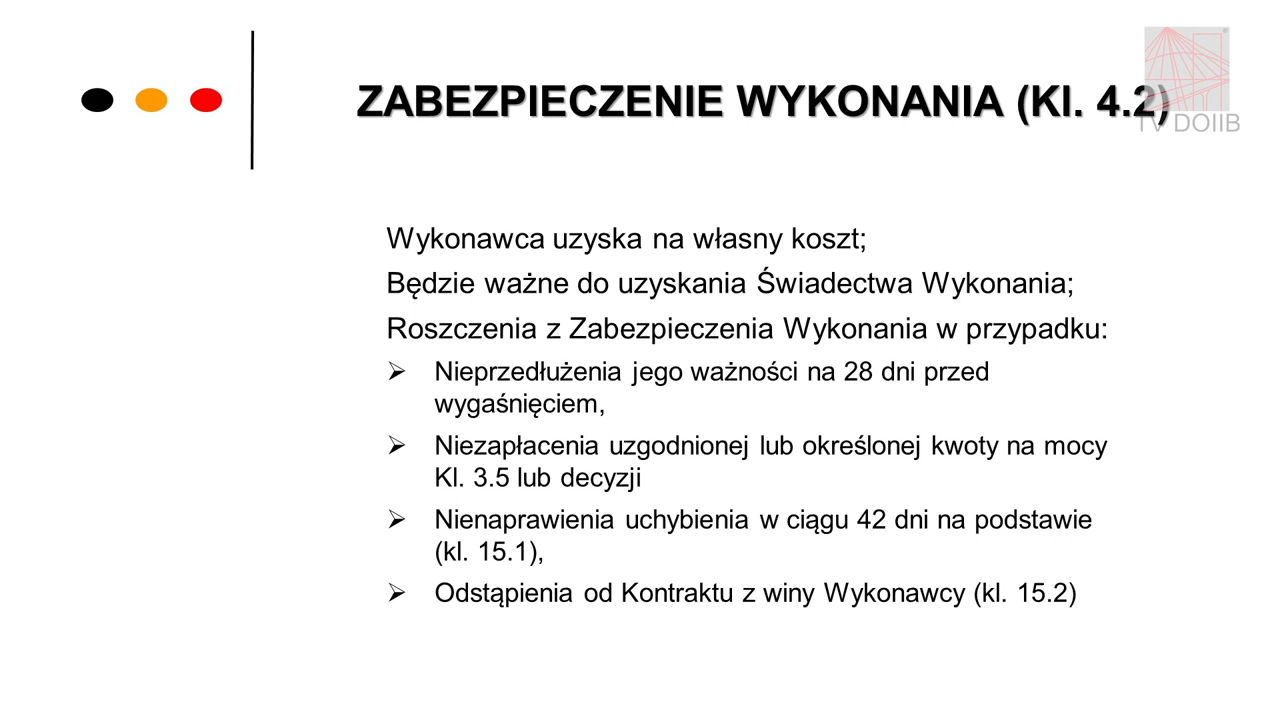 ZABEZPIECZENIE WYKONANIA (Kl. 4.2)
TV DOIIB
Wykonawca uzyska na własny koszt;
Będzie ważne do uzyskania Świadectwa Wykonania;
Roszczenia z Zabezpieczenia Wykonania w przypadku:
➢ Nieprzedłużenia jego ważności na 28 dni przed
wygaśnięciem,
➢ Niezapłacenia uzgodnionej lub określonej kwoty na mocy
Kl. 3.5 lub decyzji
➢ Nienaprawienia uchybienia w ciągu 42 dni na podstawie
(kl. 15.1),
➢ Odstąpienia od Kontraktu z winy Wykonawcy (kl. 15.2)